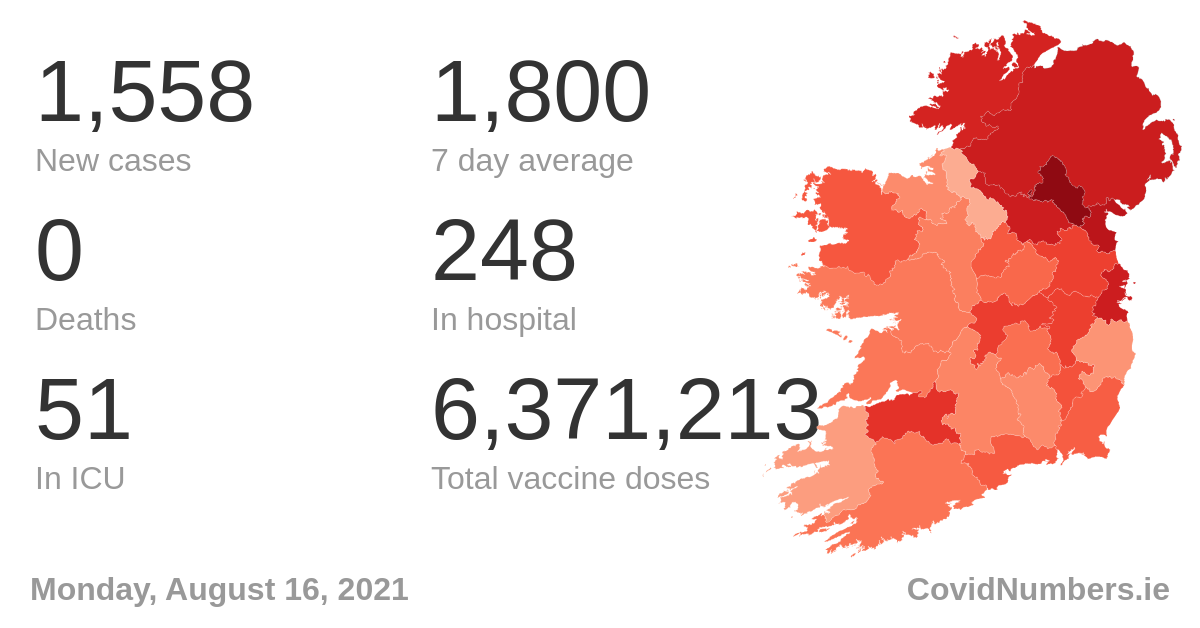 1,558 1,800
New cases 7 day average
0 248
Deaths In hospital
51 6,371,213
In ICU Total vaccine doses
Monday, August 16, 2021 CovidNumbers.ie